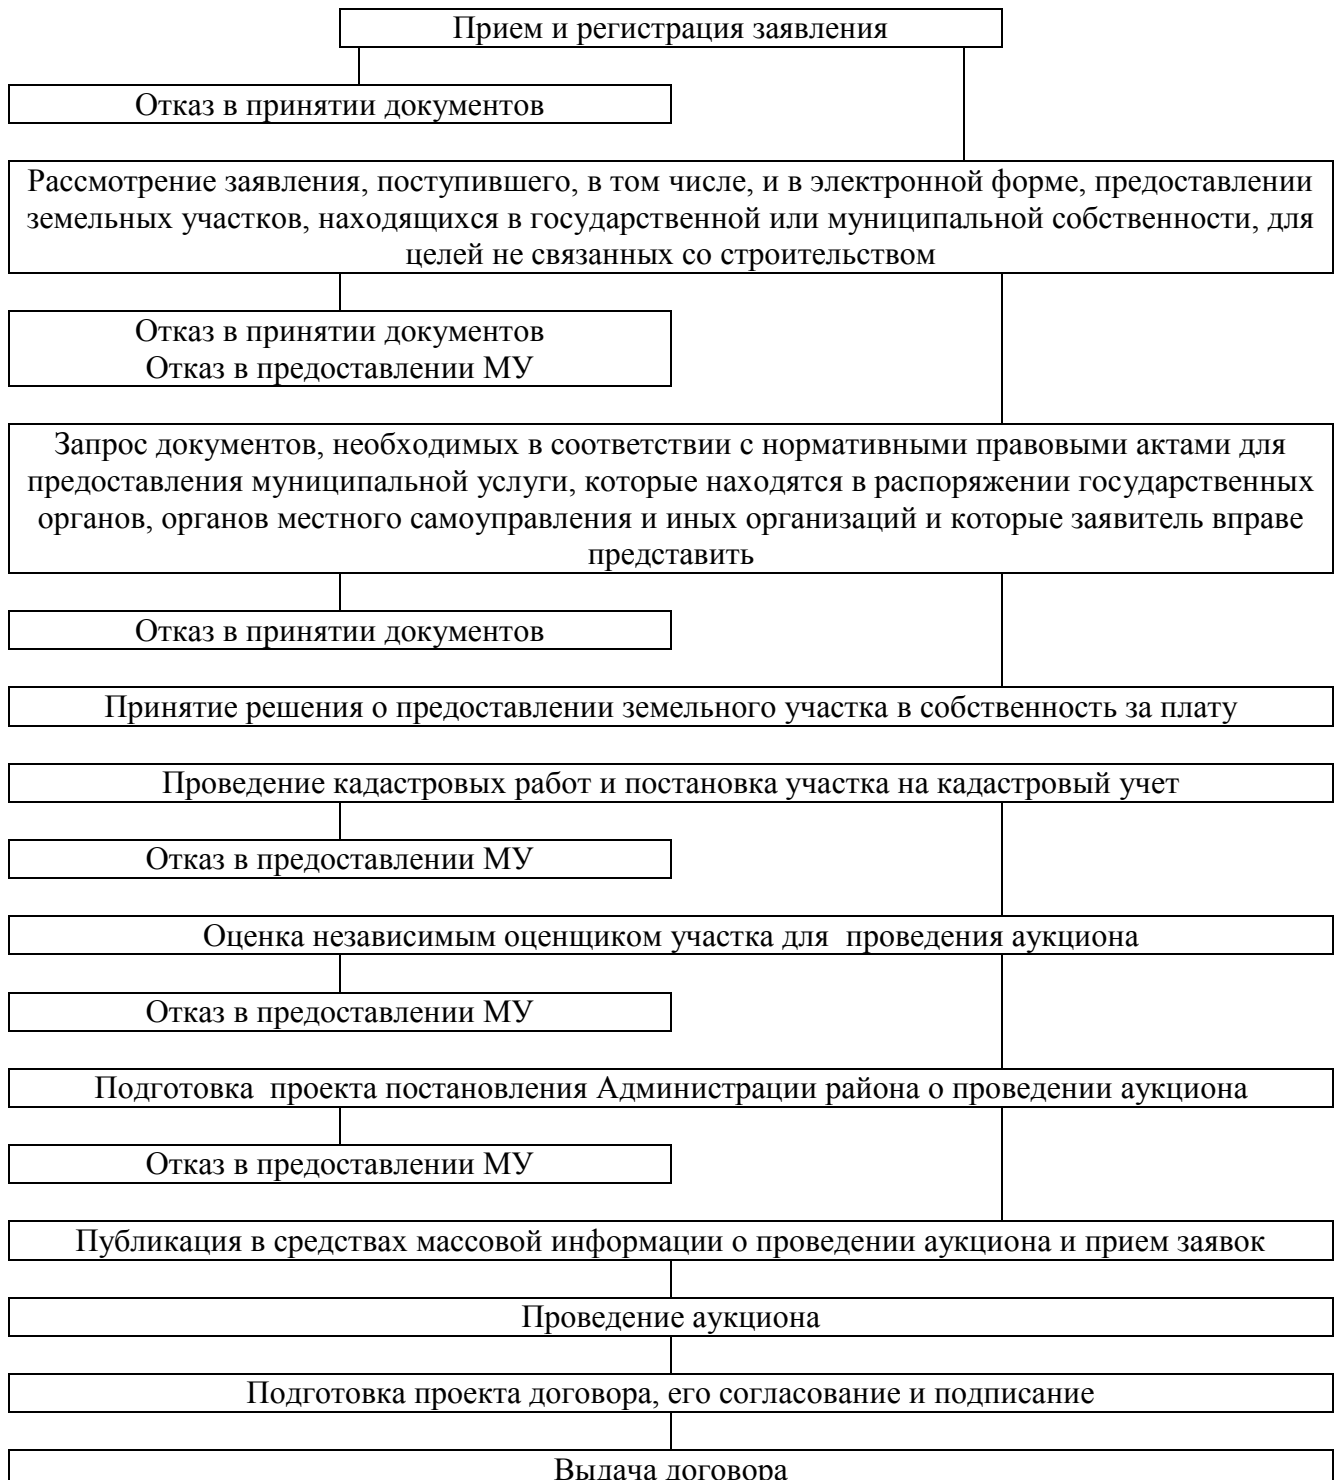 Прием и регистрация заявления
Отказ в принятии документов
Рассмотрение заявления, поступившего, в том числе, и в электронной форме, предоставлении
земельных участков, находящихся в государственной или муниципальной собственности, для
целей не связанных со строительством
Отказ в принятии документов
Отказ в предоставлении МУ
Запрос документов, необходимых в соответствии с нормативными правовыми актами для
предоставления муниципальной услуги, которые находятся в распоряжении государственных
органов, органов местного самоуправления и иных организаций и которые заявитель вправе
представить
Отказ в принятии документов
Принятие решения о предоставлении земельного участка в собственность за плату
Проведение кадастровых работ и постановка участка на кадастровый учет
Отказ в предоставлении МУ
Оценка независимым оценщиком участка для  проведения аукциона
Отказ в предоставлении МУ
Подготовка  проекта постановления Администрации района о проведении аукциона
Отказ в предоставлении МУ
Публикация в средствах массовой информации о проведении аукциона и прием заявок
Проведение аукциона
Подготовка проекта договора, его согласование и подписание
Выдача договора